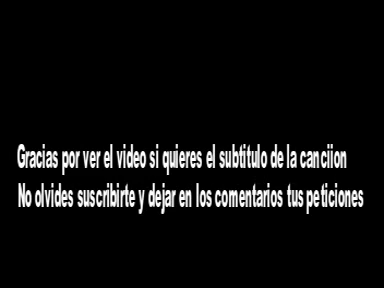 Gracias por ver el video si quieres el subtitulo de la canciion
No olvides suscribirte y dejar en los comentarios tus peticiones